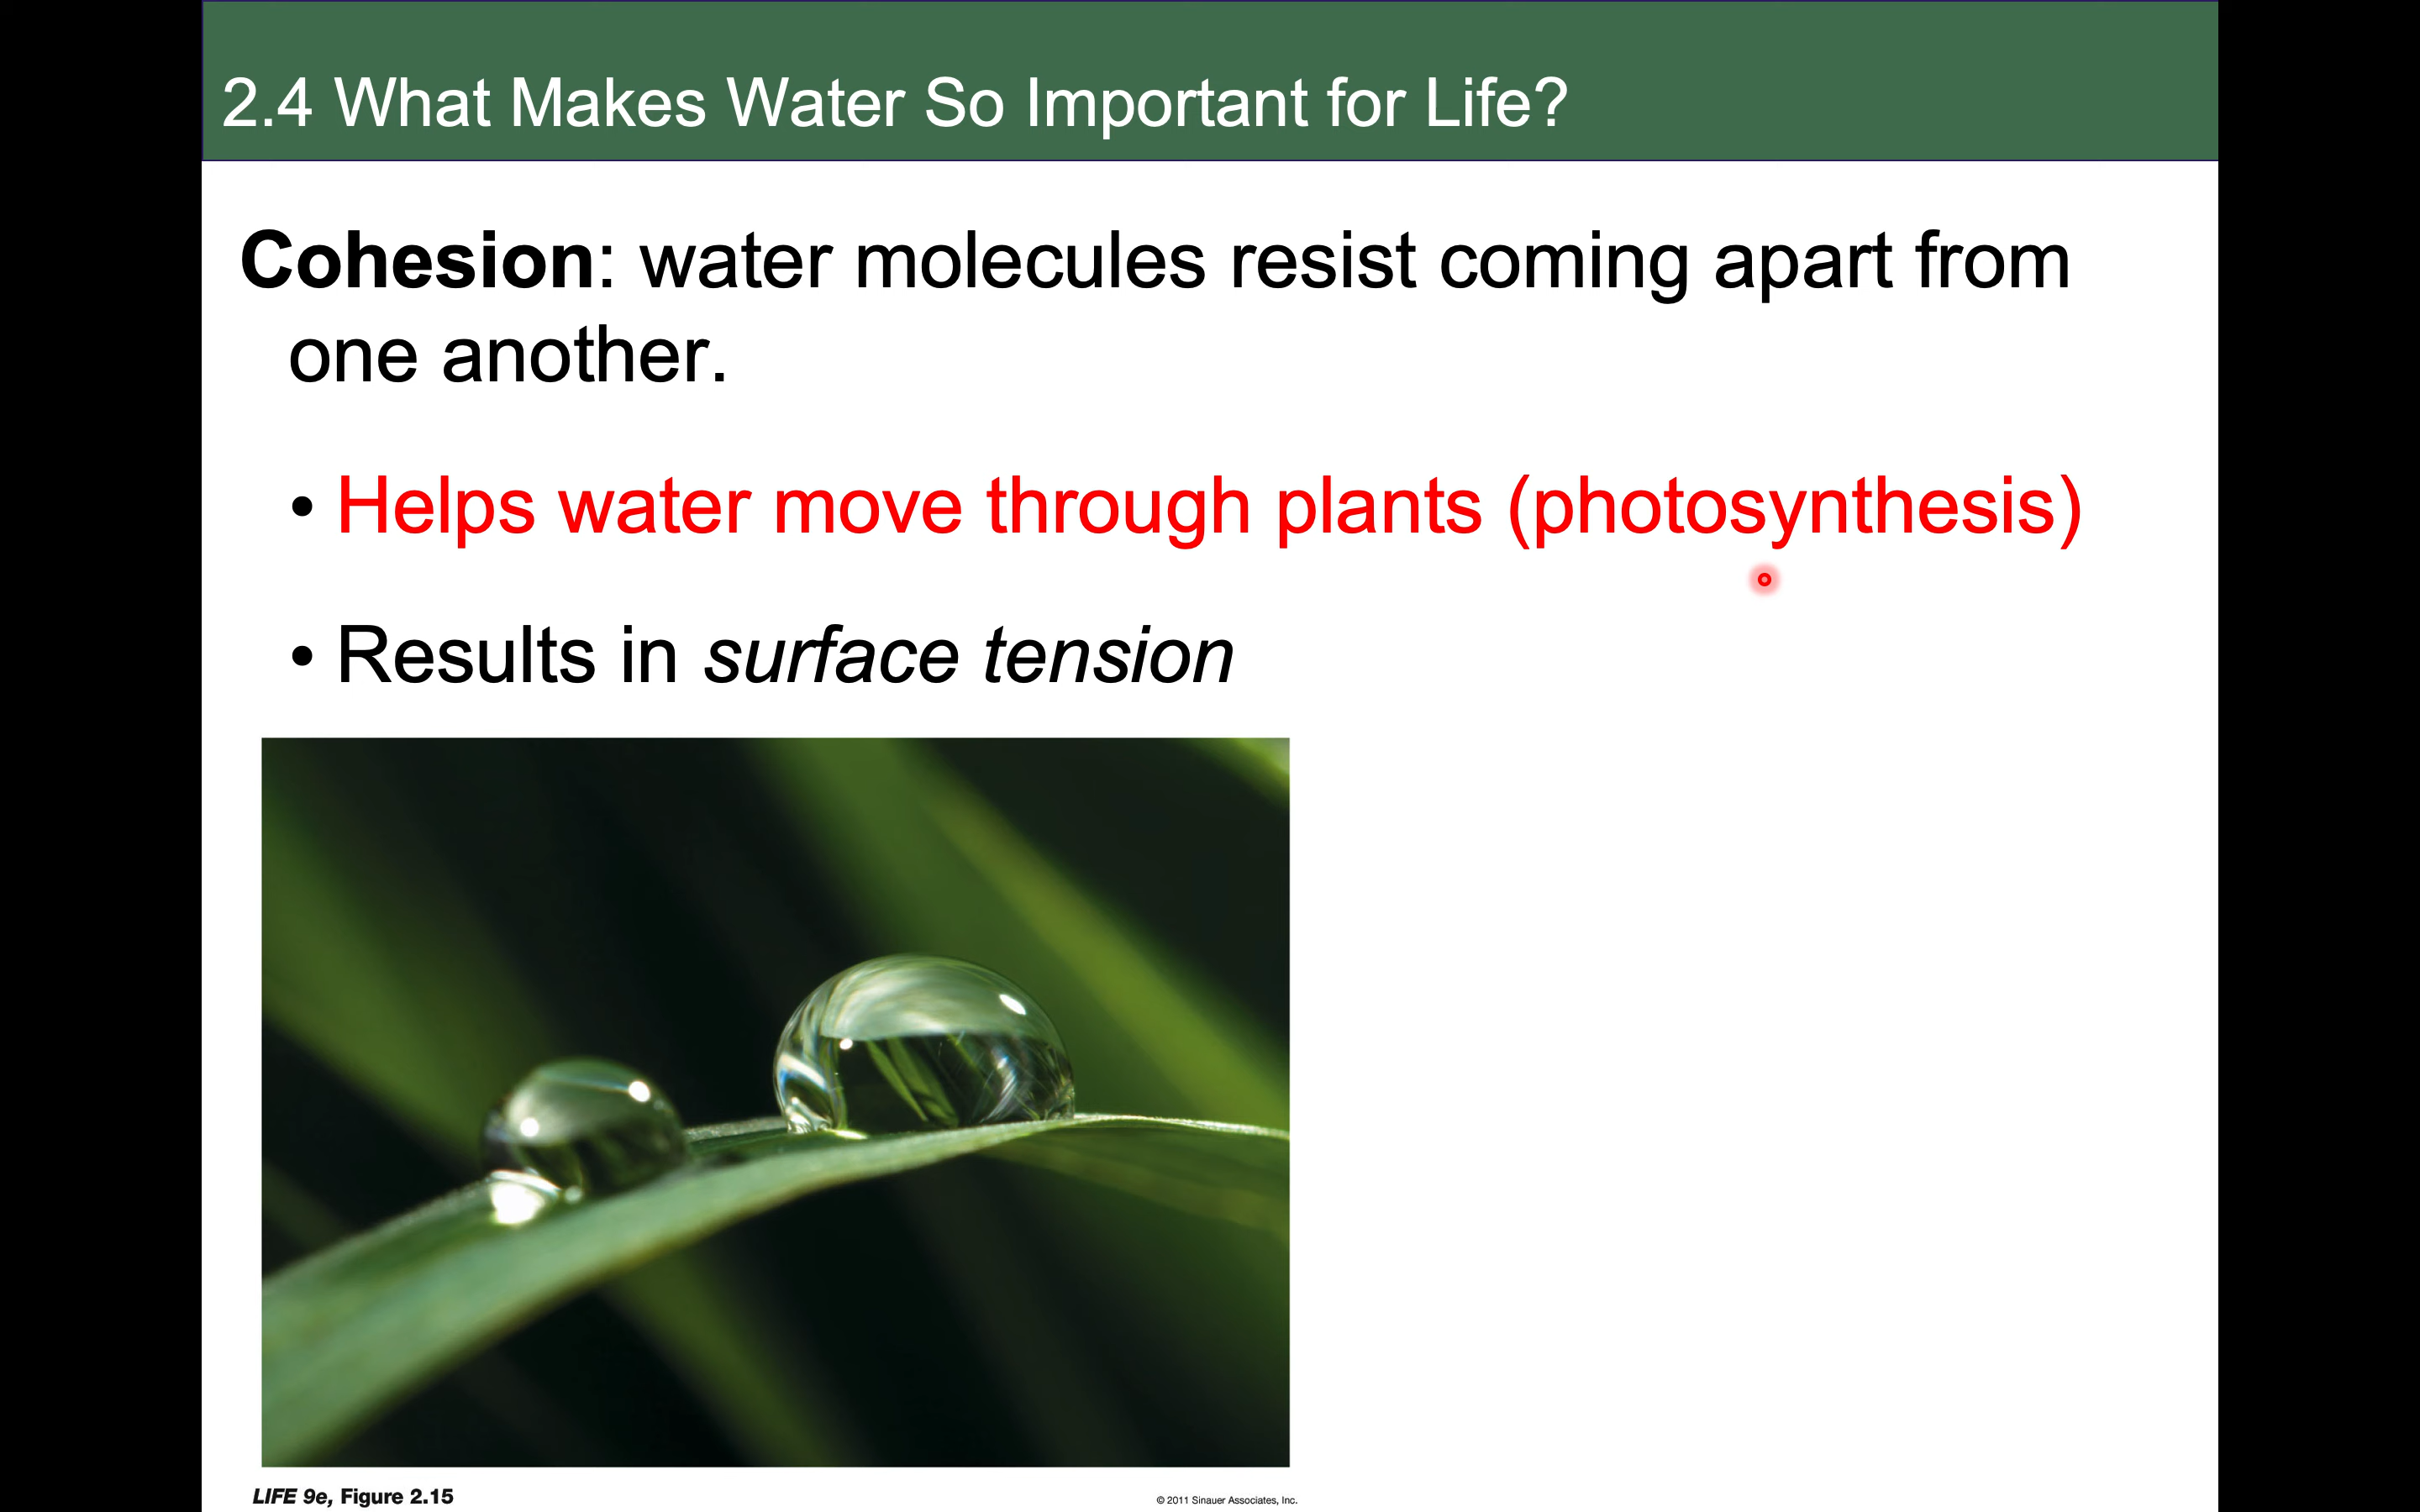 2.4 What Makes Water So Important for Life?
Cohesion: water molecules resist coming apart from
one another.
• Helps water move through plants (photosynthesis)
• Results in surface tension
LIFE 9e, Figure 2.15
© 2011 Sinauer Associates, Inc.